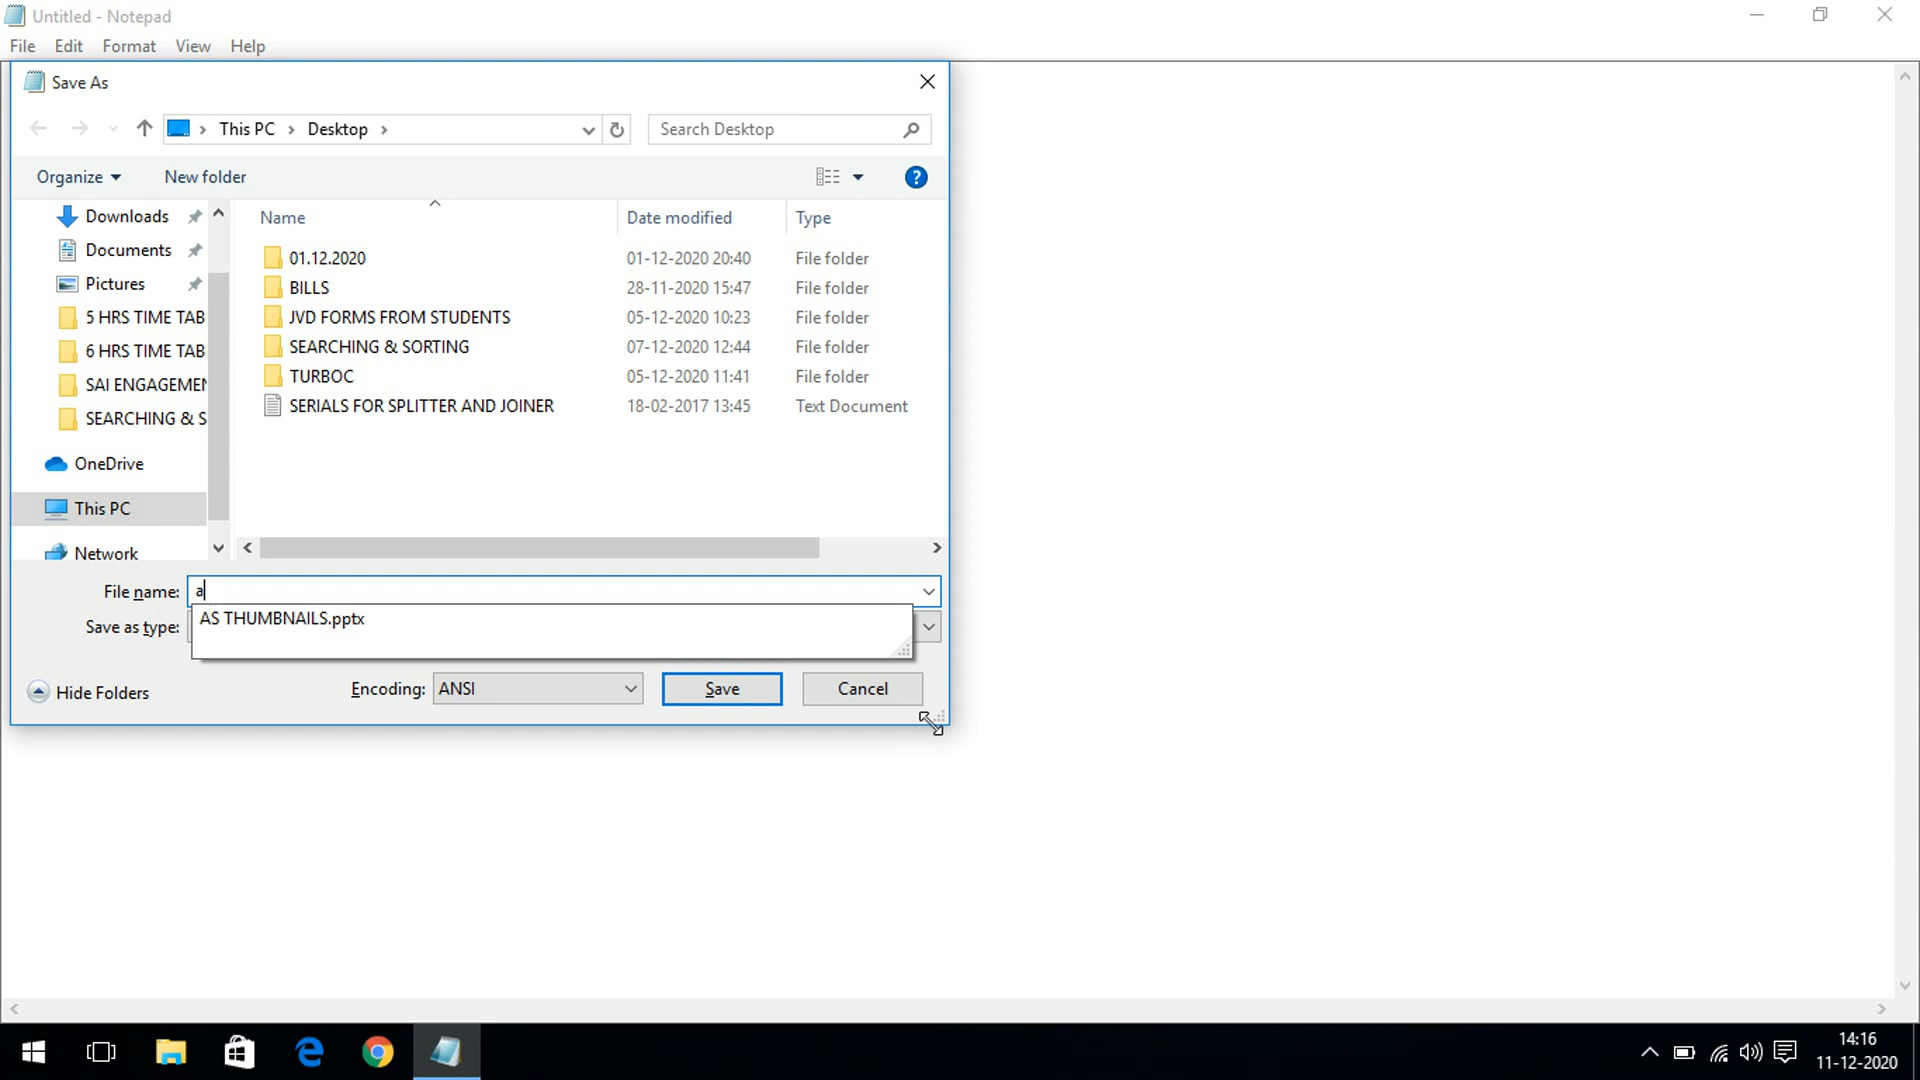 Untitled - Notepad
File Edit Format View Help
Save As
This PC Desktop
Search Desktop
Organize New folder
Name Date modified Type
Downloads
Documents
Pictures
5 HRS TIME TAB
6 HRS TIME TAB
SAI ENGAGEMEN
SEARCHING & S
OneDrive
This PC
Network
01.12.2020 01-12-2020 20:40 File folder
BILLS 28-11-2020 15:47 File folder
JVD FORMS FROM STUDENTS 05-12-2020 10:23 File folder
SEARCHING & SORTING 07-12-2020 12:44 File folder
TURBOC 05-12-2020 11:41 File folder
SERIALS FOR SPLITTER AND JOINER 18-02-2017 13:45 Text Document
File name: a
AS THUMBNAILS.pptx
Save as type:
Hide Folders Encoding: ANSI Save Cancel
14:16
11-12-2020